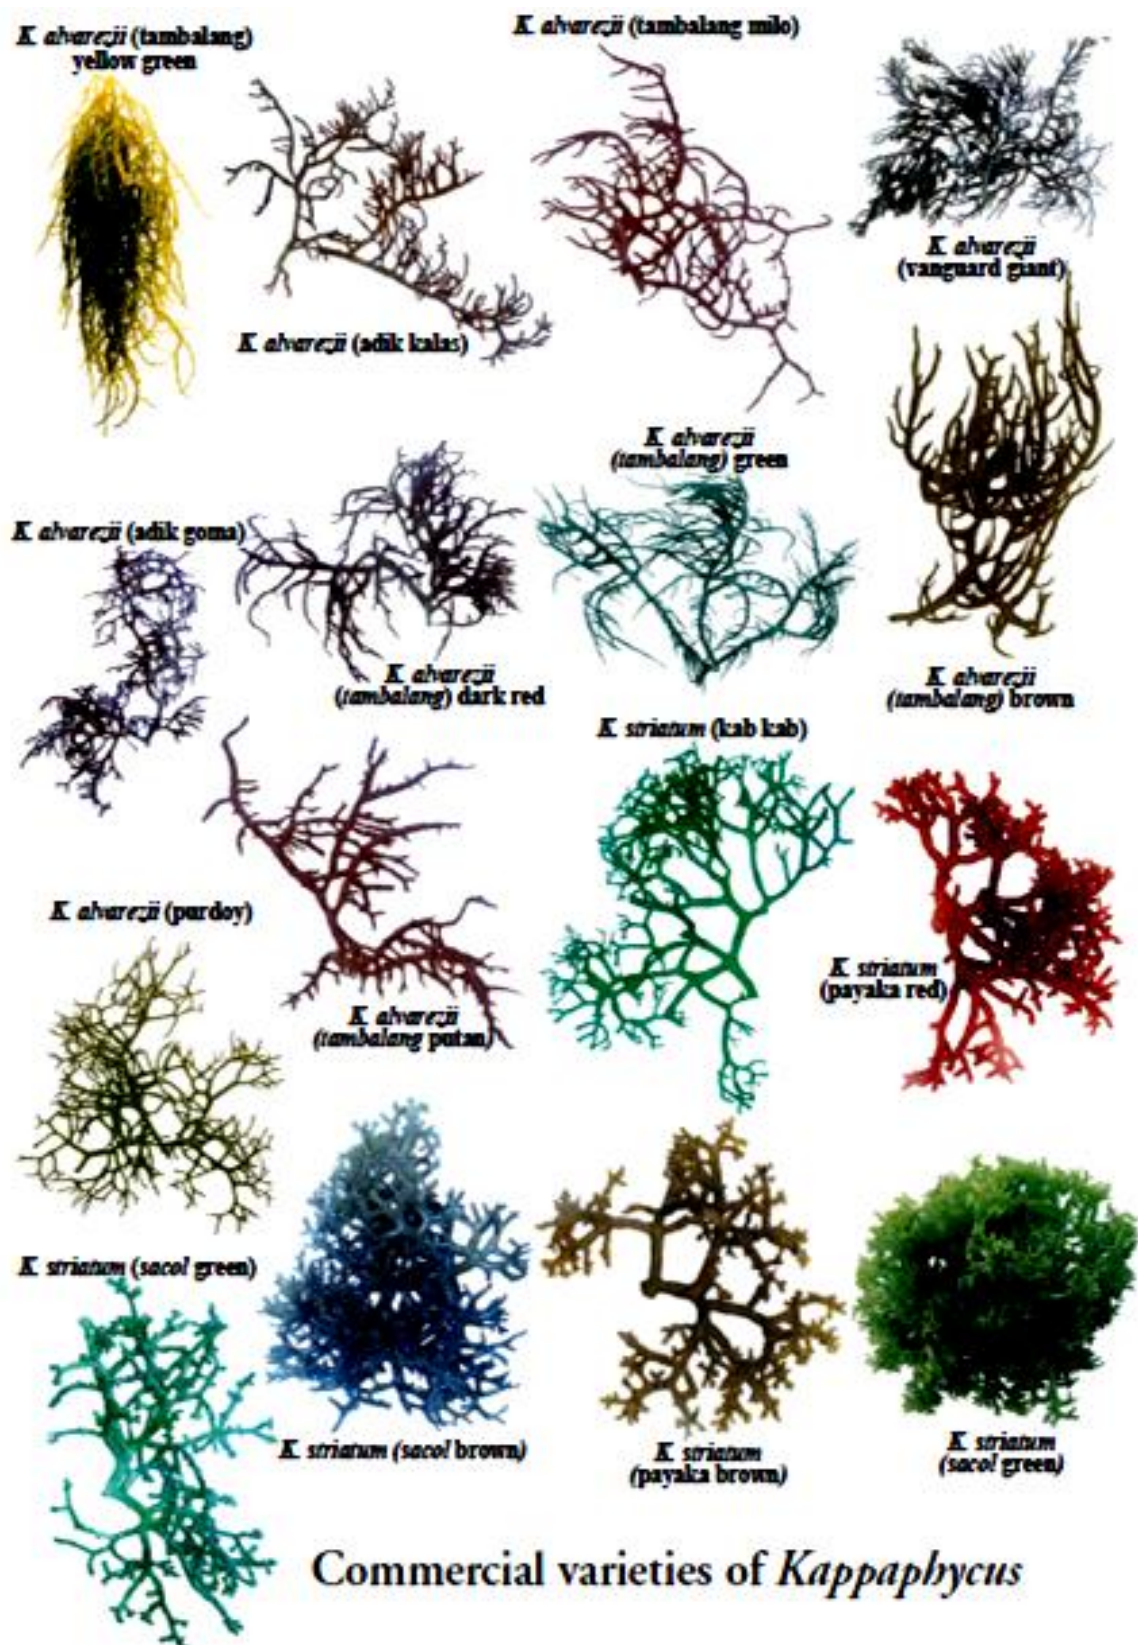 K. alvarezii (tambalang)
yellow green
K. alvarezii (tambalang milo)
K. alvarezii
(vanguard giant)
K. alvarezii (adik kalas)
K. alvarezii
(tambalang) green
K. alvarezii (adik goma)
K. alvarezii
(tambalang) dark red
K. alvarezii
(tambalang) brown
K. striatum (kab kab)
K. alvarezii (purdoy)
K. striatum
(payaka red)
K. alvarezii
(tambalang putan)
K. striatum (sacol green)
K. striatum (sacol brown)
K. striatum
(payaka brown)
K. striatum
(sacol green)
Commercial varieties of Kappaphycus